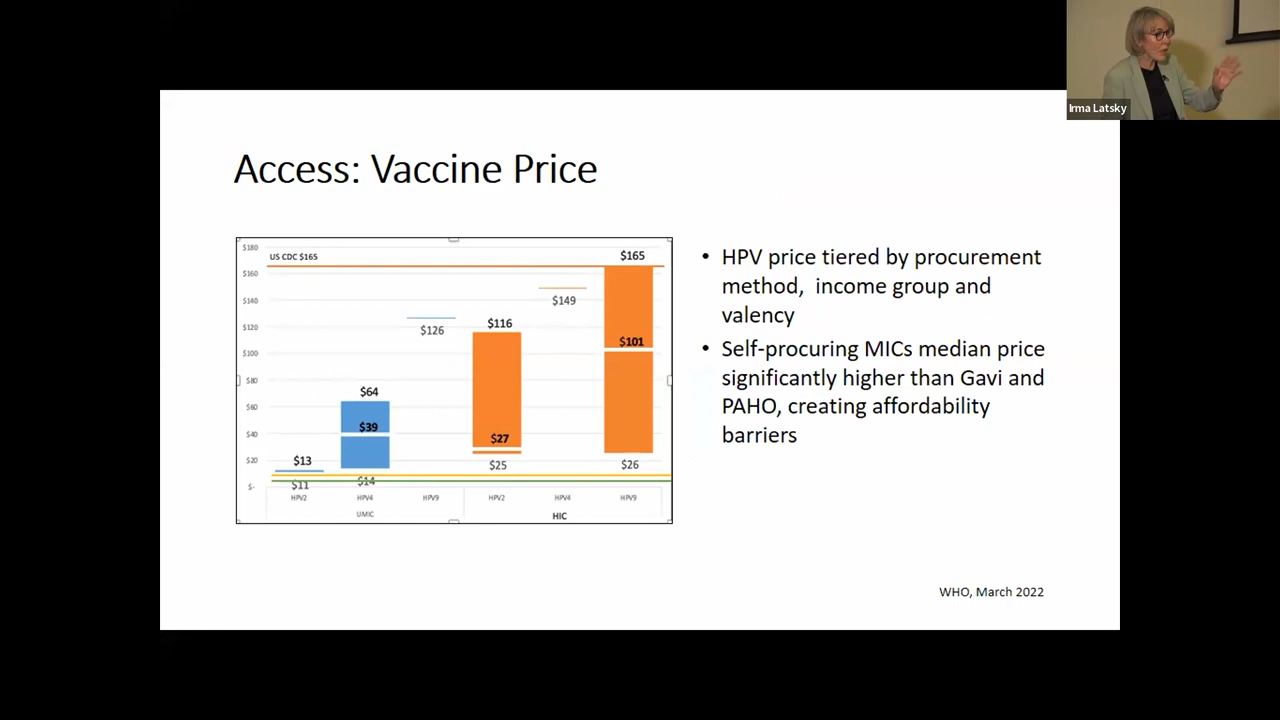 Irma Latsky
Access: Vaccine Price
$180
US CDC $165
$165
$160
$140
$149
$120
$126
$116
$100
$101
$80
$64
$60
$39
$40
$27
$20
$13
$25
$26
$11
$14
$-
HPV2
HPV4
HPV9
HPV2
HPV4
HPV9
UMIC
HIC
• HPV price tiered by procurement
method, income group and
valency
• Self-procuring MICs median price
significantly higher than Gavi and
PAHO, creating affordability
barriers
WHO, March 2022